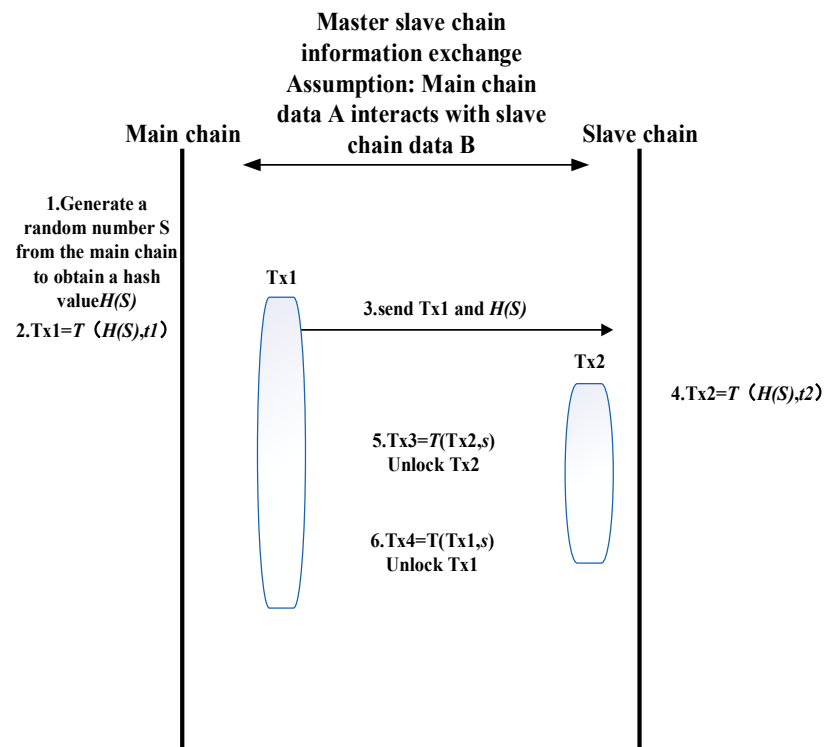 Master slave chain
information exchange
Assumption: Main chain
data A interacts with slave
chain data B
Main chain
Slave chain
1.Generate a
random number S
from the main chain
to obtain a hash
valueH(S)
2.Tx1=T（H(S),t1）
Tx1
3.send Tx1 and H(S)
Tx2
4.Tx2=T（H(S),t2）
5.Tx3=T(Tx2,s)
Unlock Tx2
6.Tx4=T(Tx1,s)
Unlock Tx1